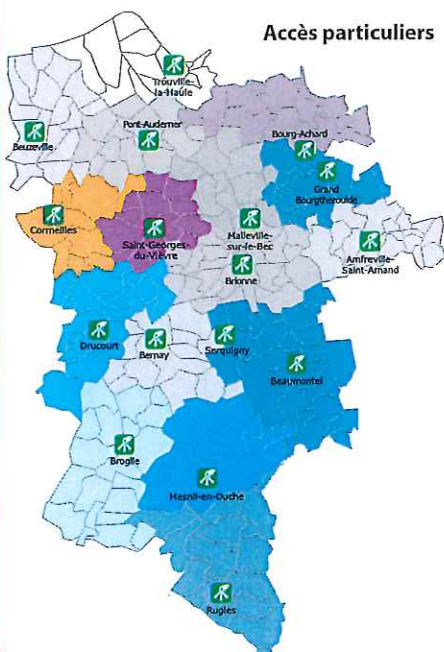 Accès particuliers
Trouville-
la-Haule
Beuzeville
Pont-Audemer
Bourg-Achard
Grand
Bourgtheroulde
Cormeilles
Saint-Georges-
du-Vièvre
Malleville-
sur-le-Bec
Amfreville-
Saint-Amand
Brionne
Drucourt
Bernay
Serquigny
Beaumontel
Broglie
Mesnil-en-Ouche
Rugles